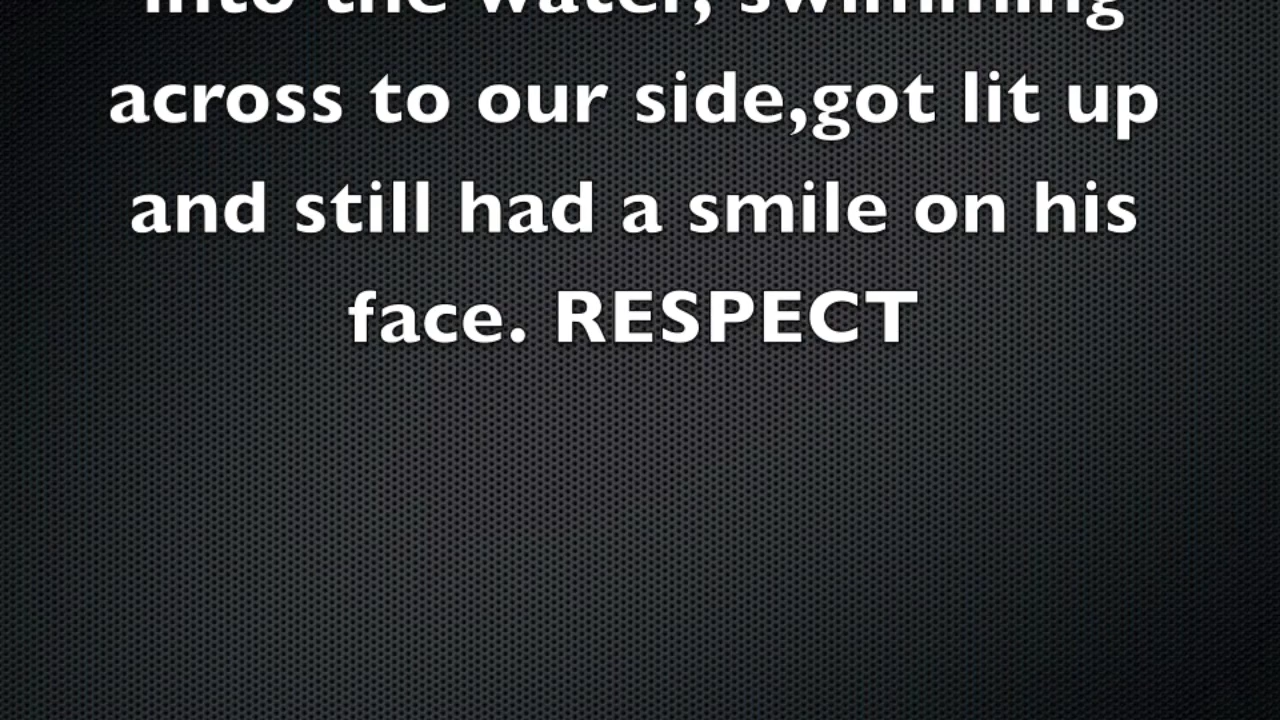 into the water, swimming
across to our side,got lit up
and still had a smile on his
face. RESPECT